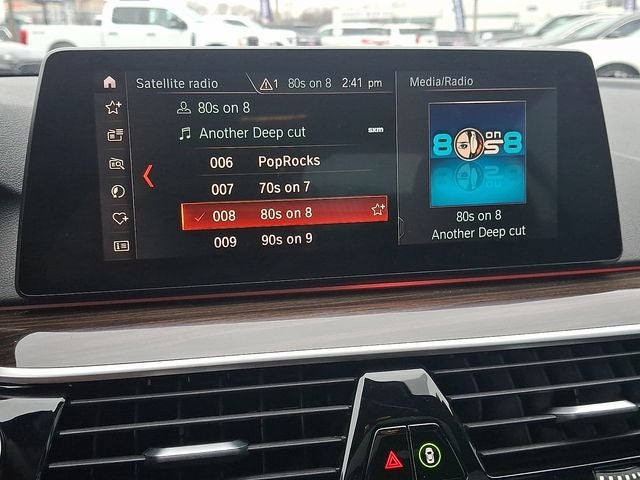 Satellite radio 1 80s on 8 2:41 pm
80s on 8
Another Deep cut sxm
006 PopRocks
007 70s on 7
008 80s on 8
009 90s on 9
Media/Radio
8 on 8
80s on 8
Another Deep cut